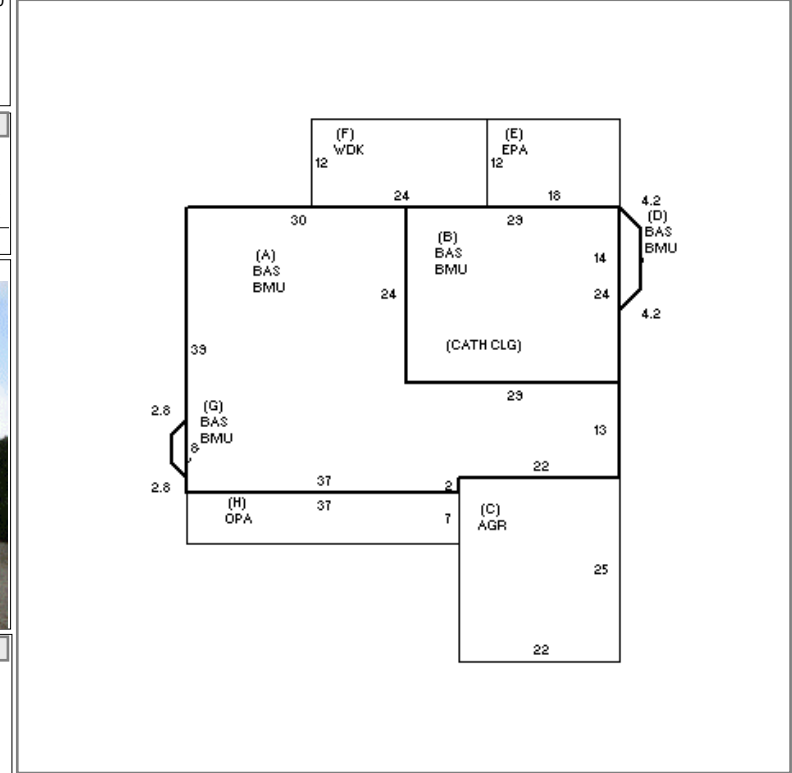 (F)
WDK
12
24
(E)
EPA
12
18
4.2
(D)
BAS
BMU
4.2
30
(A)
BAS
BMU
39
24
29
(B)
BAS
BMU
14
24
(CATH CLG)
29
13
22
2.8
(G)
BAS
BMU
8
2.8
37
2
(H)
OPA
37
7
(C)
AGR
25
22